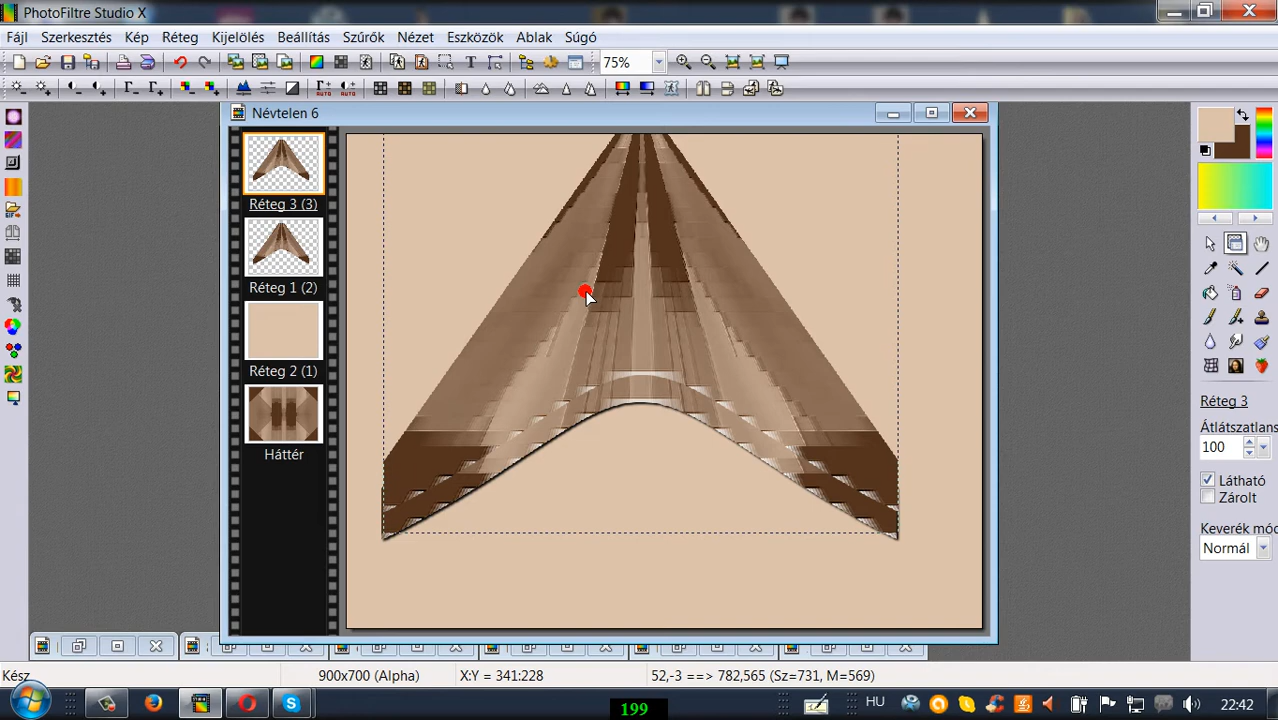 PhotoFiltre Studio X
Fájl Szerkesztés Kép Réteg Kijelölés Beállítás Szűrők Nézet Eszközök Ablak Súgó
75%
AUTO AUTO
Névtelen 6
Réteg 3 (3)
Réteg 1 (2)
Réteg 2 (1)
Háttér
Réteg 3
Átlátszatlans
100
Látható
Zárolt
Keverék mód
Normál
Kész 900x700 (Alpha) X:Y = 341:228 52,-3 ==> 782,565 (Sz=731, M=569)
199
HU
22:42